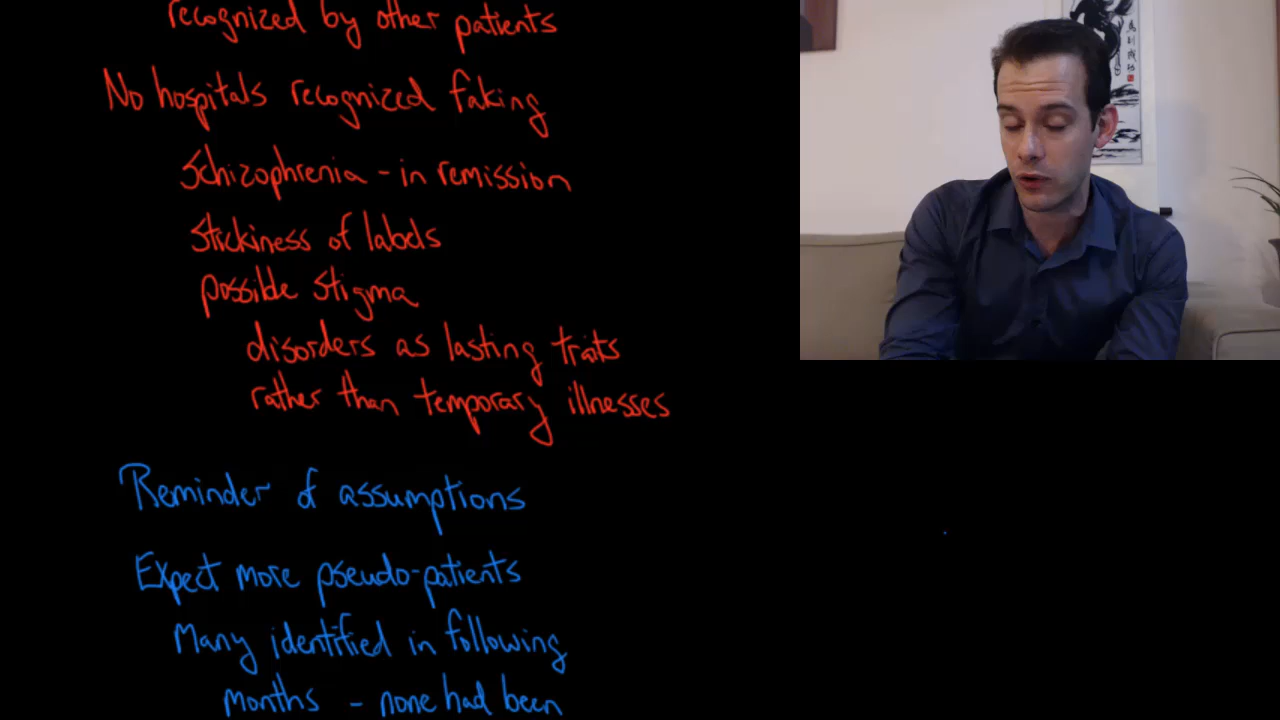 recognized by other patients
No hospitals recognized faking
Schizophrenia - in remission
Stickiness of labels
possible stigma
disorders as lasting traits
rather than temporary illnesses
Reminder of assumptions
Expect more pseudo-patients
Many identified in following
months - none had been